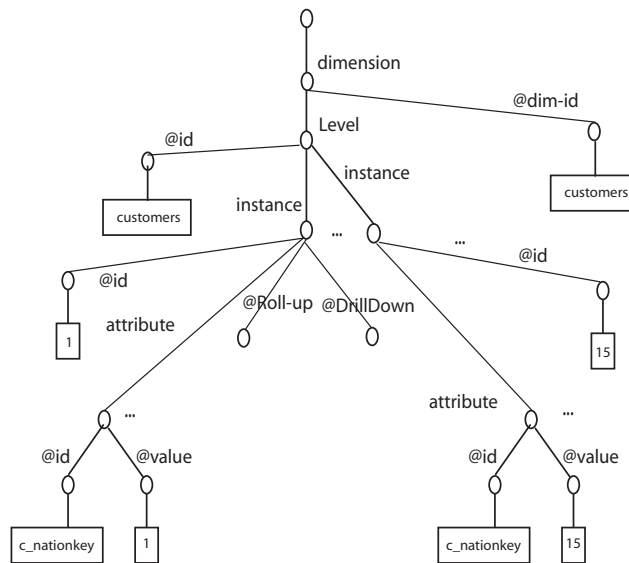 dimension
@dim-id
Level
@id
instance
customers
customers
instance
...
...
@id
@id
@Roll-up
@DrillDown
attribute
1
15
attribute
...
...
@id
@value
@id
@value
c_nationkey
1
c_nationkey
15